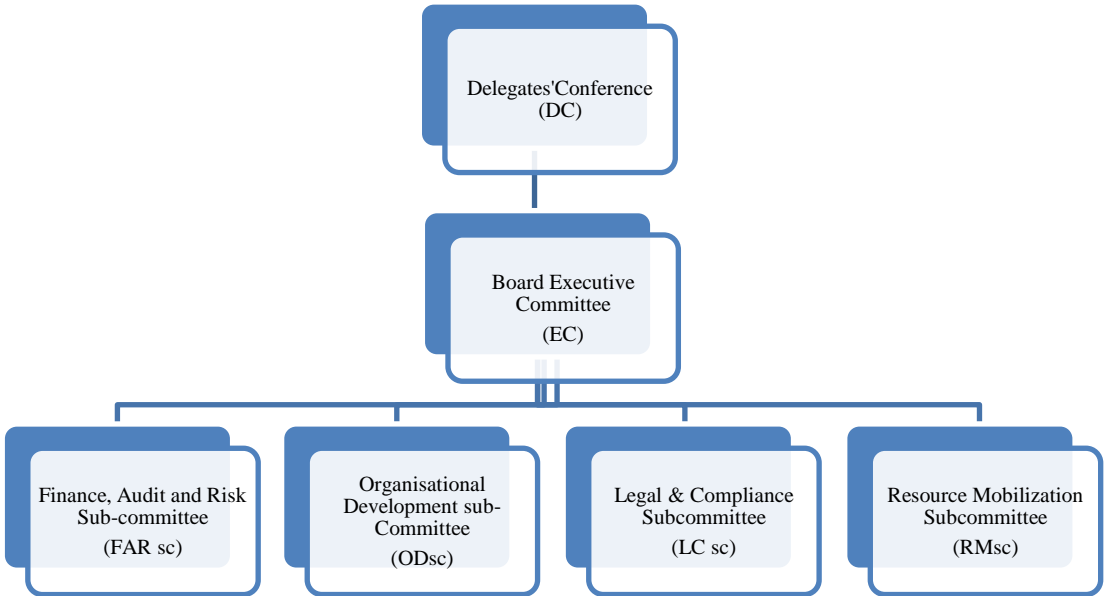 Delegates'Conference
(DC)
Board Executive
Committee
(EC)
Finance, Audit and Risk
Sub-committee
(FAR sc)
Organisational
Development sub-
Committee
(ODsc)
Legal & Compliance
Subcommittee
(LC sc)
Resource Mobilization
Subcommittee
(RMsc)